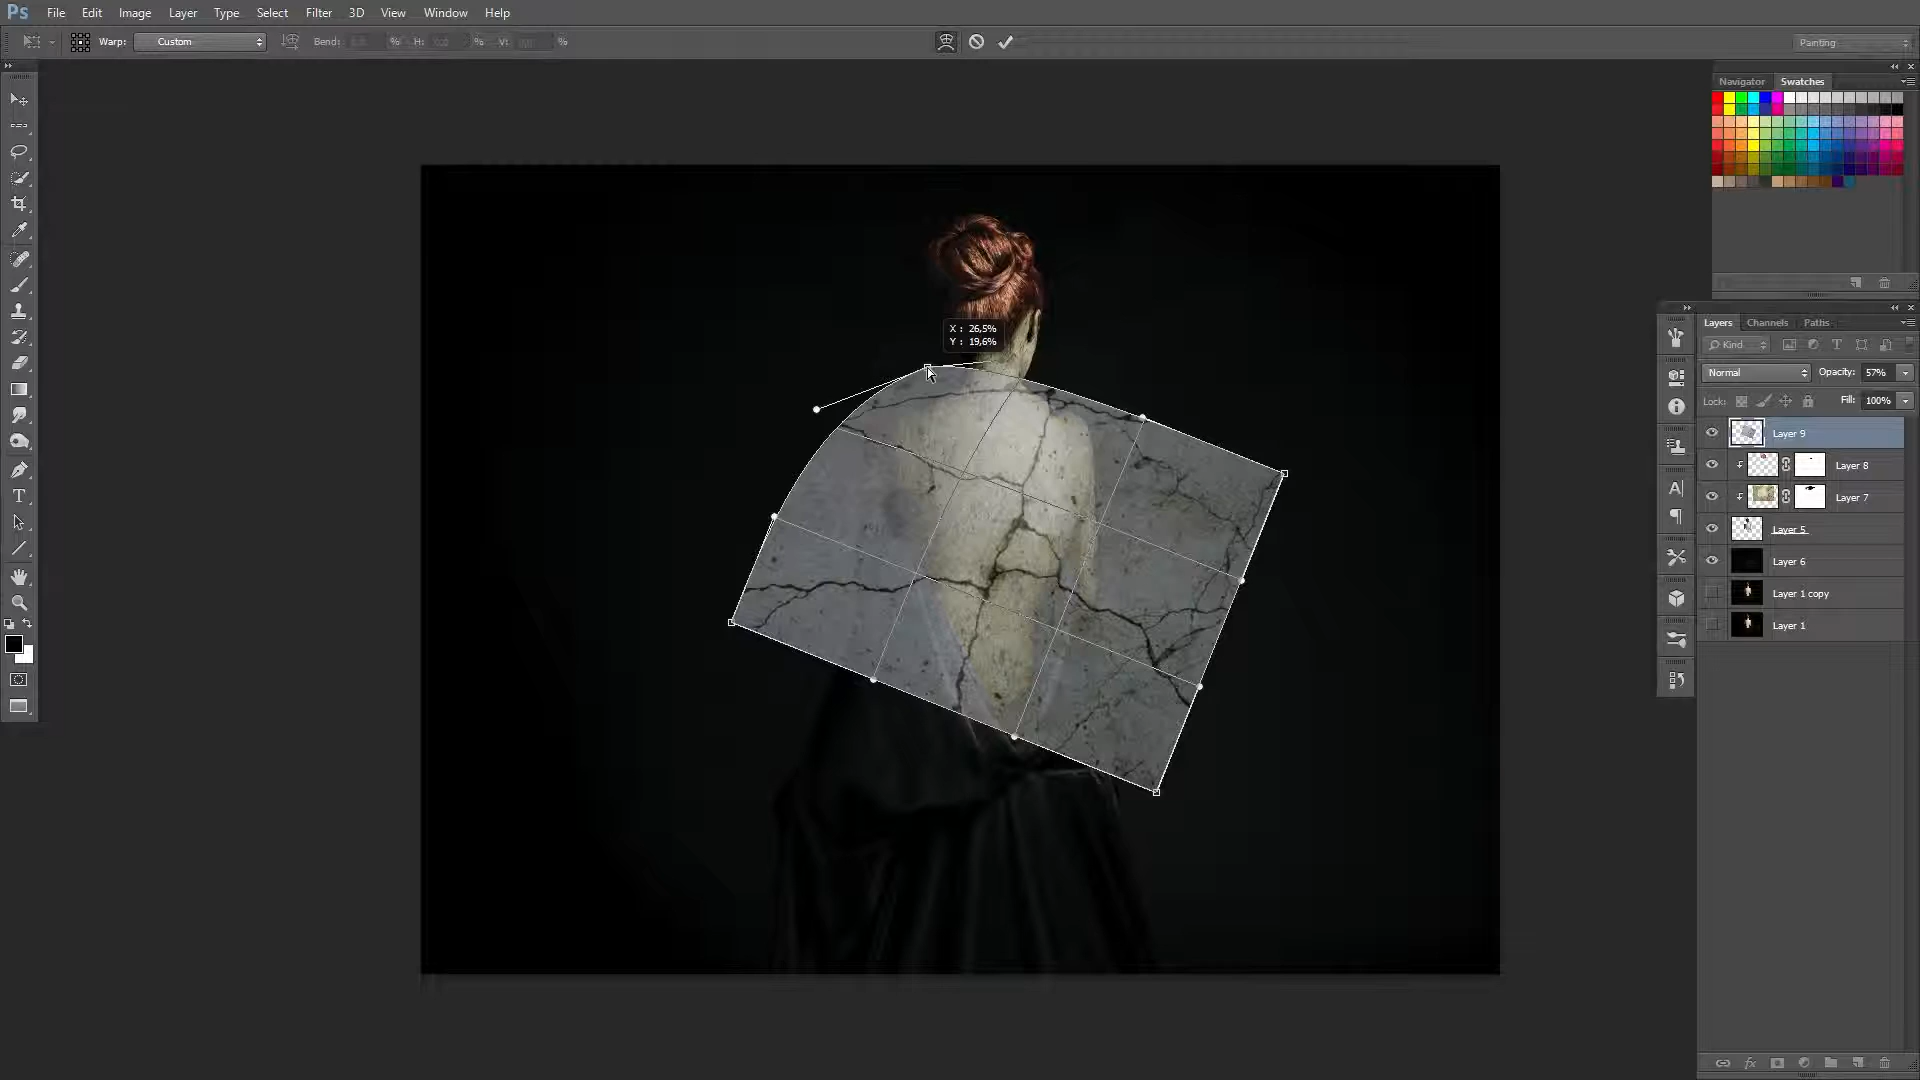 Ps File Edit Image Layer Type Select Filter 3D View Window Help
Warp: Custom Bend: % H: % V: %
Painting
Navigator Swatches
X : 26,5%
Y : 19,6%
Layers Channels Paths
Kind T
Normal Opacity: 57%
Lock: Fill: 100%
Layer 9
Layer 8
Layer 7
Layer 5
Layer 6
Layer 1 copy
Layer 1